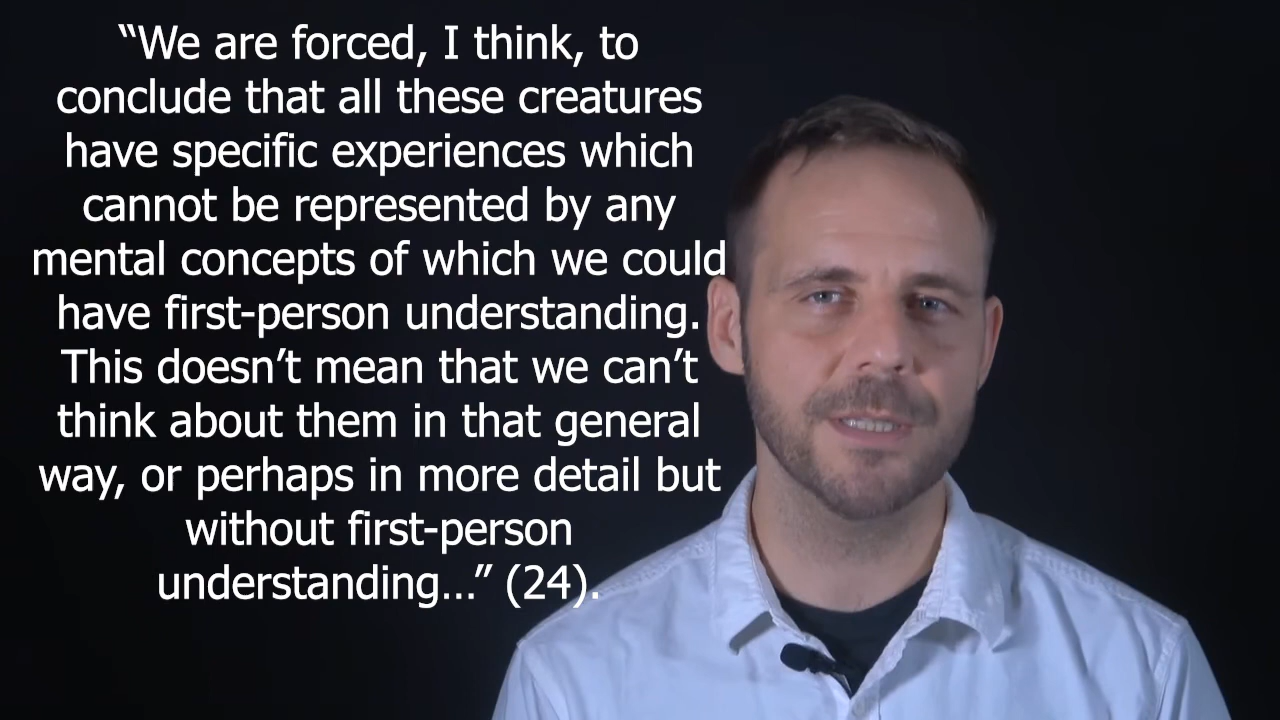 “We are forced, I think, to
conclude that all these creatures
have specific experiences which
cannot be represented by any
mental concepts of which we could
have first-person understanding.
This doesn’t mean that we can’t
think about them in that general
way, or perhaps in more detail but
without first-person
understanding…” (24).